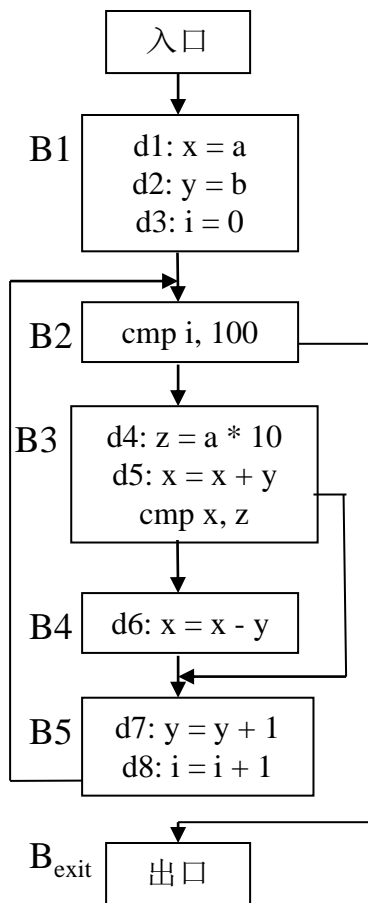 入口
B1
d1: x = a
d2: y = b
d3: i = 0
B2
cmp i, 100
B3
d4: z = a * 10
d5: x = x + y
cmp x, z
B4
d6: x = x - y
B5
d7: y = y + 1
d8: i = i + 1
Bexit
出口